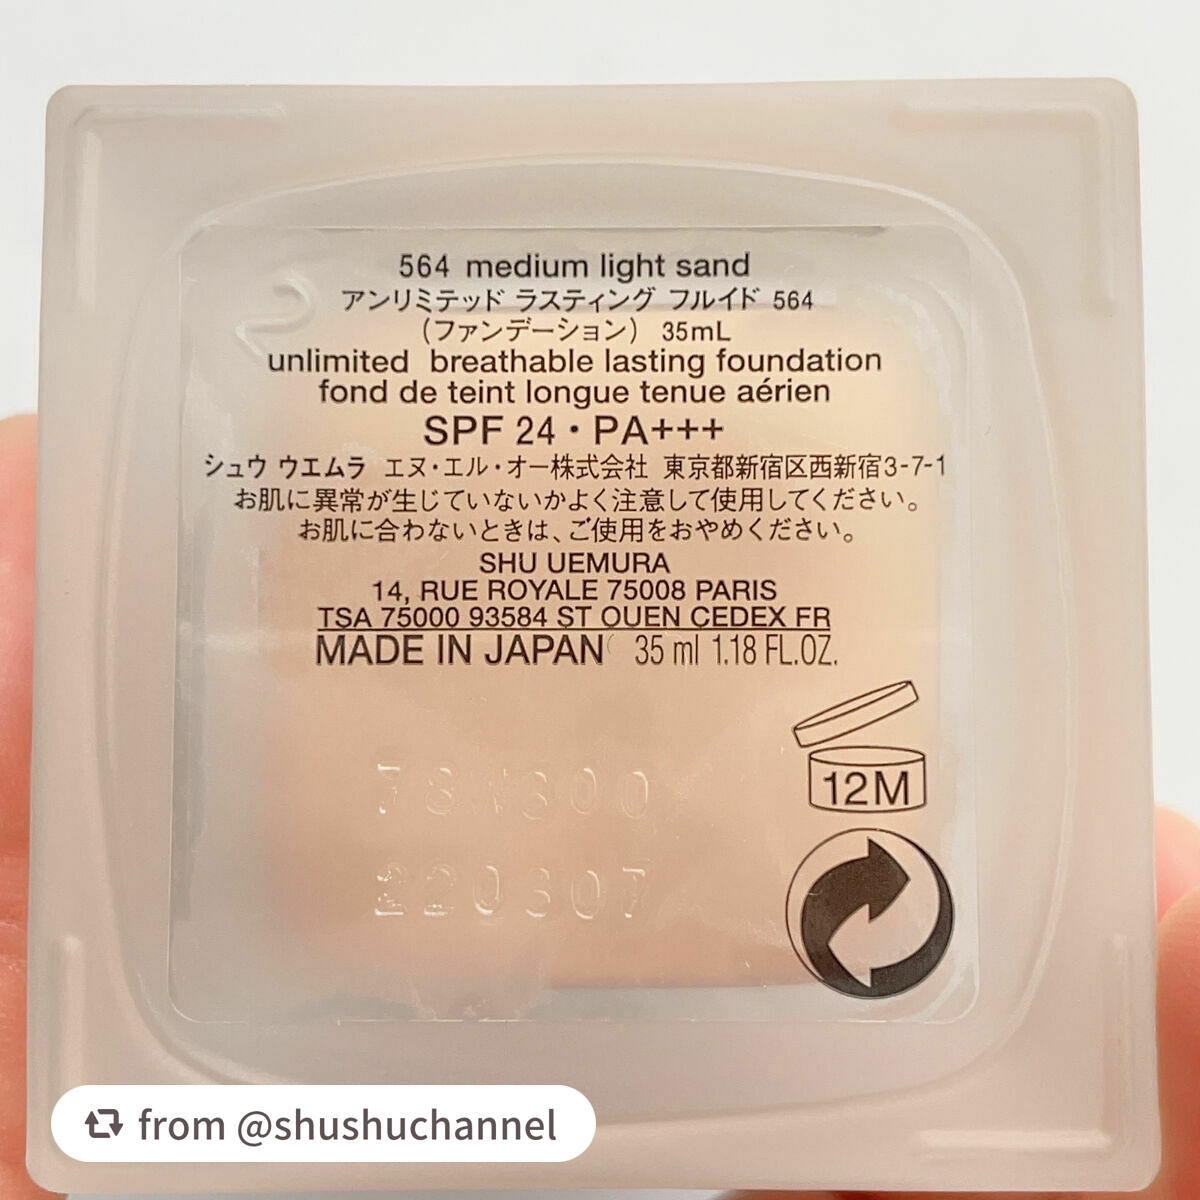 564 medium light sand
アンリミテッド ラスティング フルイド 564
(ファンデーション) 35mL
unlimited breathable lasting foundation
fond de teint longue tenue aérien
SPF 24・PA+++
シュウ ウエムラ エヌ・エル・オー株式会社 東京都新宿区西新宿3-7-1
お肌に異常が生じていないかよく注意して使用してください。
お肌に合わないときは、ご使用をおやめください。
SHU UEMURA
14, RUE ROYALE 75008 PARIS
TSA 75000 93584 ST OUEN CEDEX FR
MADE IN JAPAN 35 ml 1.18 FL.OZ.
12M
from @shushuchannel